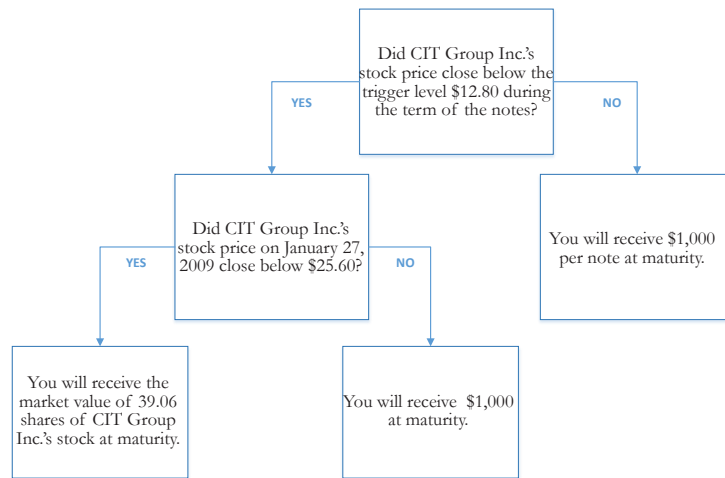 Did CIT Group Inc.'s
stock price close below the
trigger level $12.80 during
the term of the notes?
YES
NO
Did CIT Group Inc.'s
stock price on January 27,
2009 close below $25.60?
You will receive $1,000
per note at maturity.
YES
NO
You will receive the
market value of 39.06
shares of CIT Group
Inc.'s stock at maturity.
You will receive $1,000
at maturity.